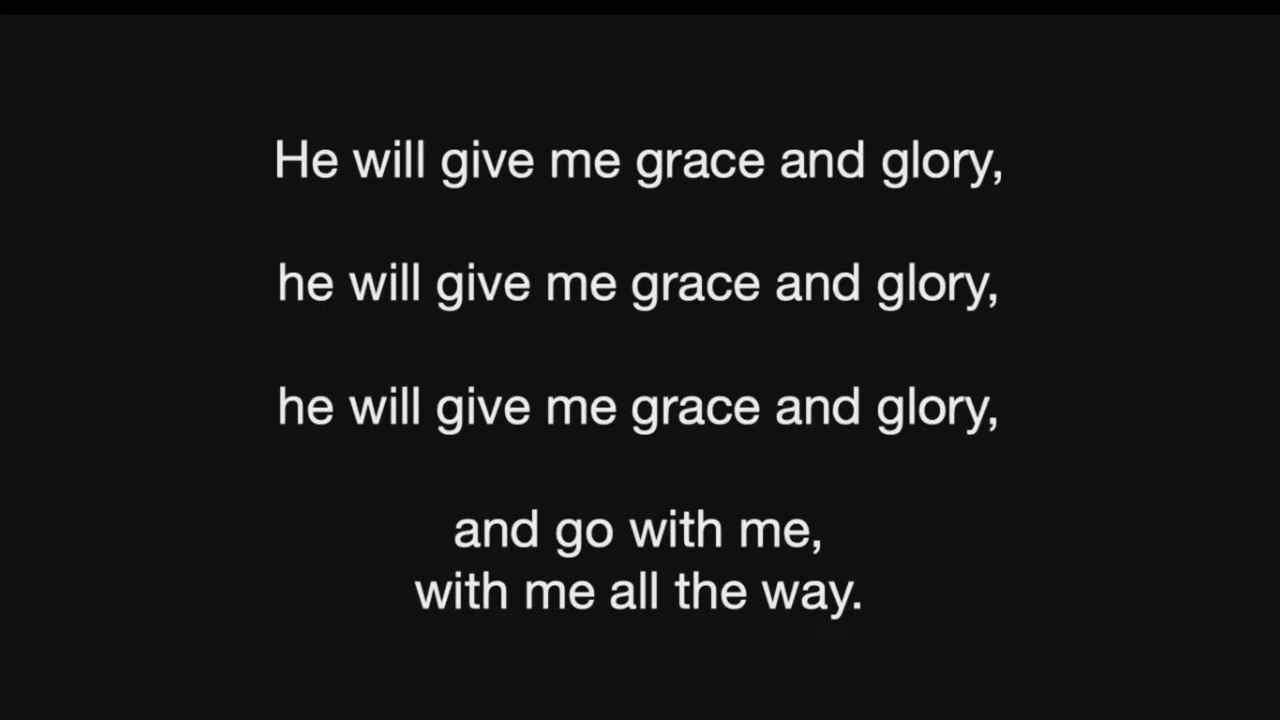 He will give me grace and glory,
he will give me grace and glory,
he will give me grace and glory,
and go with me,
with me all the way.